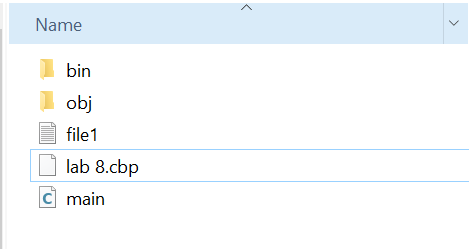 Name
bin
obj
file1
lab 8.cbp
main